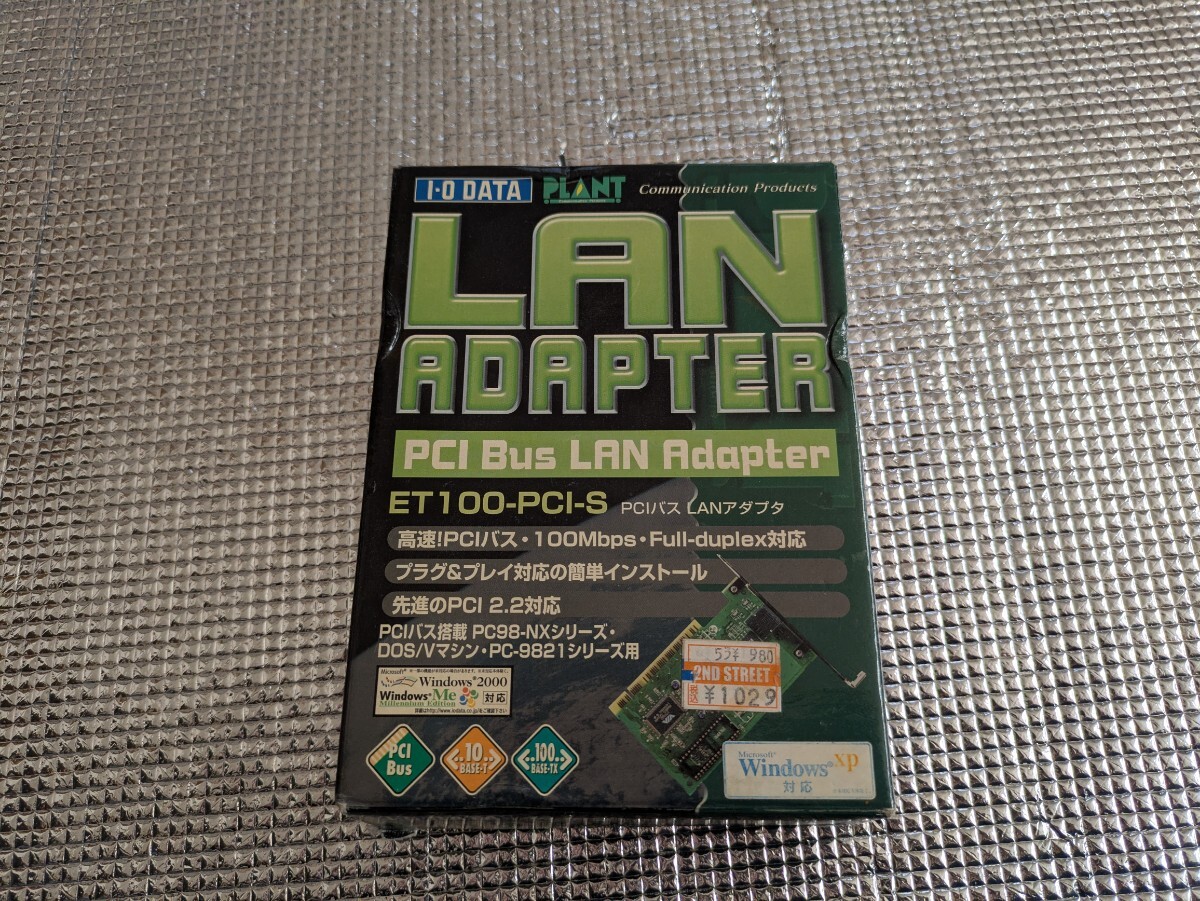 I-O DATA PLANT Communication Products
LAN
ADAPTER
PCI Bus LAN Adapter
ET100-PCI-S PCIバス LANアダプタ
高速!PCIバス・100Mbps・Full-duplex対応
プラグ&プレイ対応の簡単インストール
先進のPCI 2.2対応
PCIバス搭載 PC98-NXシリーズ・
DOS/Vマシン・PC-9821シリーズ用
980
2ND STREET
¥1029
Microsoft
Windows 2000
Windows Me 対応
Millennium Edition
PCI
Bus
10
BASE-T
100
BASE-TX
Microsoft
Windows xp
対応